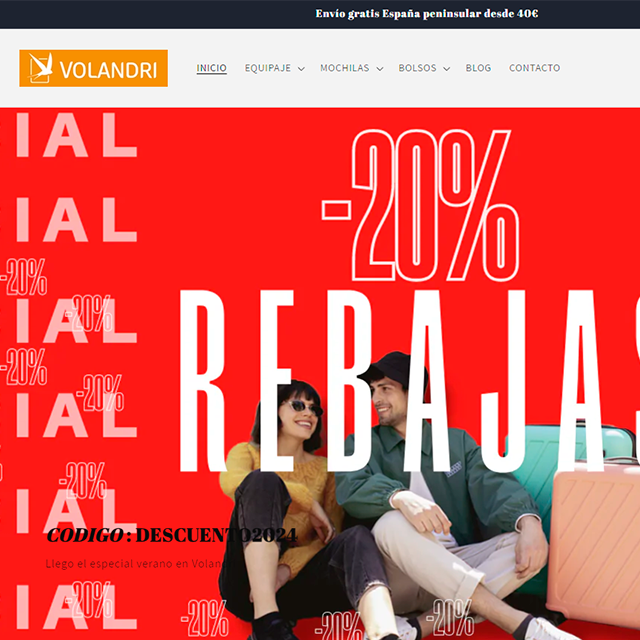 Envío gratis España peninsular desde 40€
VOLANDRI
INICIO EQUIPAJE MOCHILAS BOLSOS BLOG CONTACTO
IAL
-20%
IAL
-20%
REBAJAS
IAL
-20%
-20%
-20%
IAL
-20%
IAL
CODIGO : DESCUENTO2024
Llego el especial verano en Volan
IAL
-20%
-20%
-20%
-20%